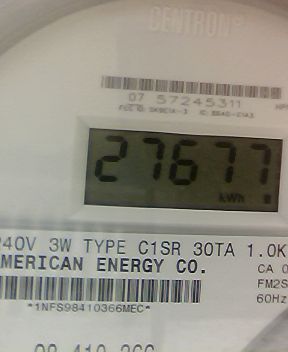 CENTRON®
07 57245311
27677
kWh
240V 3W TYPE C1SR 30TA 1.0K
AMERICAN ENERGY CO.
CA 0
FM2S
60Hz
*1NFS98410366MEC*